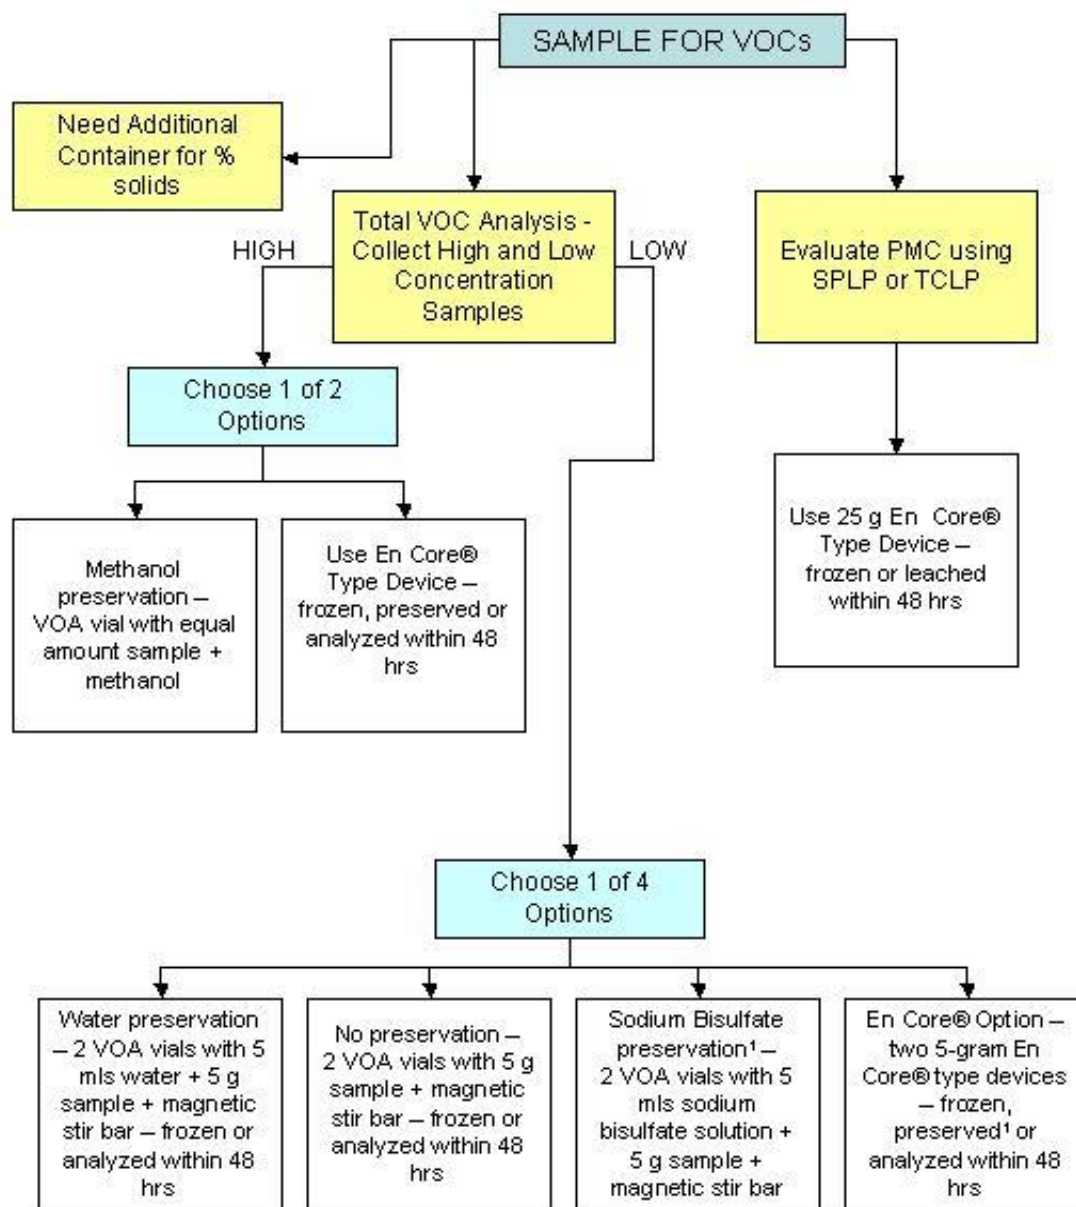 SAMPLE FOR VOCs
Need Additional
Container for %
solids
Total VOC Analysis -
Collect High and Low
Concentration
Samples
HIGH
LOW
Evaluate PMC using
SPLP or TCLP
Choose 1 of 2
Options
Methanol
preservation –
VOA vial with equal
amount sample +
methanol
Use En Core®
Type Device –
frozen, preserved or
analyzed within 48
hrs
Use 25 g En Core®
Type Device –
frozen or leached
within 48 hrs
Choose 1 of 4
Options
Water preservation
– 2 VOA vials with 5
mls water + 5 g
sample + magnetic
stir bar – frozen or
analyzed within 48
hrs
No preservation –
2 VOA vials with 5 g
sample + magnetic
stir bar – frozen or
analyzed within 48
hrs
Sodium Bisulfate
preservation¹ –
2 VOA vials with 5
mls sodium
bisulfate solution +
5 g sample +
magnetic stir bar
En Core® Option –
two 5-gram En
Core® type devices
– frozen,
preserved¹ or
analyzed within 48
hrs